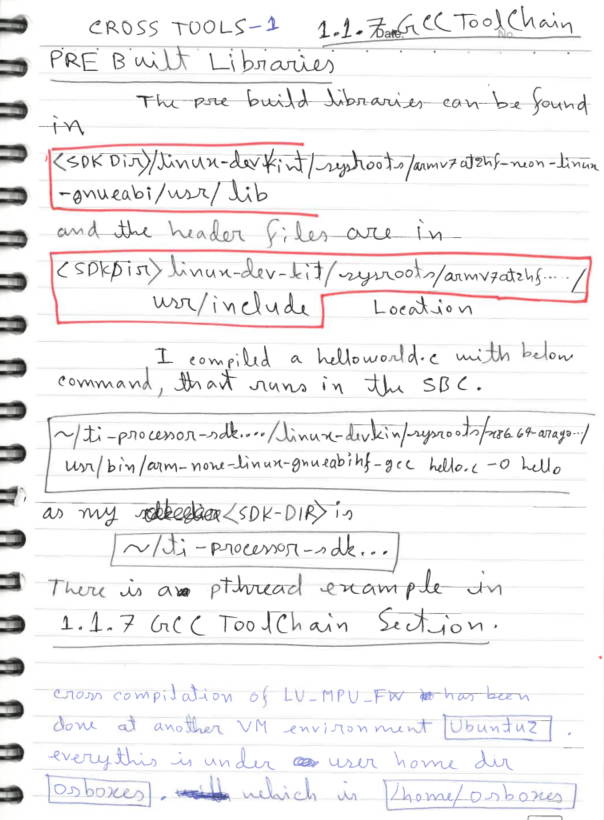 CROSS TOOLS-1 1.1.7 GCC ToolChain
Date. No.
PRE Built Libraries
The pre build libraries can be found
in
<SDK Dir>/linux-devkint/sysroots/armv7at2hf-neon-linux
-gnueabi/usr/lib
and the header files are in
<SDKDir> linux-dev-kit/sysroots/armv7at2hf...../
usr/include Location
I compiled a helloworld.c with below
command, that runs in the SBC.
~/ti-processor-sdk..../linux-devkin/-sysroots/x86.64-arago.../
usr/bin/arm-none-linux-gnueabihf-gcc hello.c -o hello
as my <SDK-DIR> is
~/ti-processor-sdk...
There is a pthread example in
1.1.7 GCC ToolChain Section.
cross compilation of LV_MPU_FW has been
done at another VM environment Ubuntu2.
everythis is under user home dir
osboxes. which is /home/osboxes